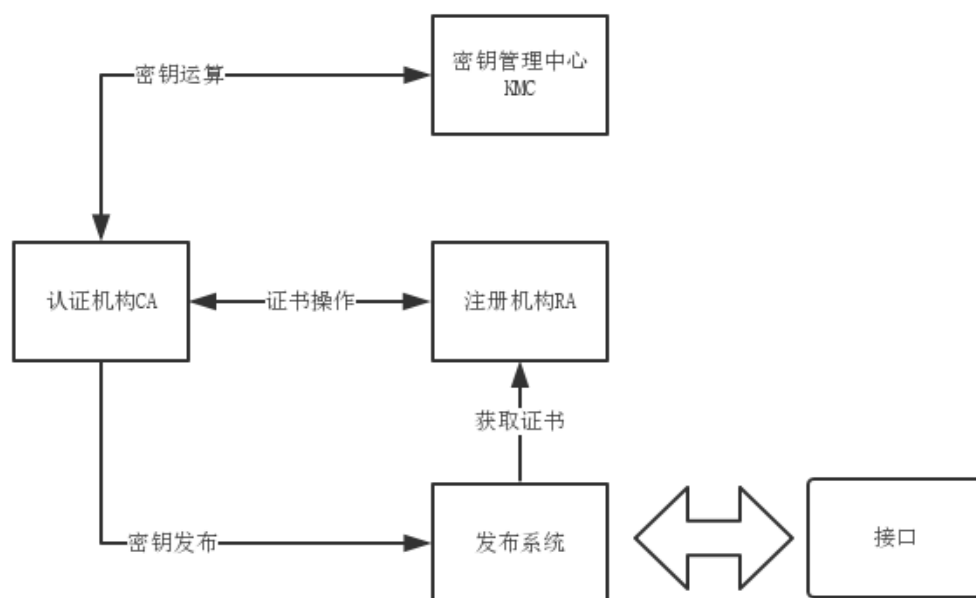 密钥运算
密钥管理中心
KMC
认证机构CA
证书操作
注册机构RA
获取证书
密钥发布
发布系统
接口